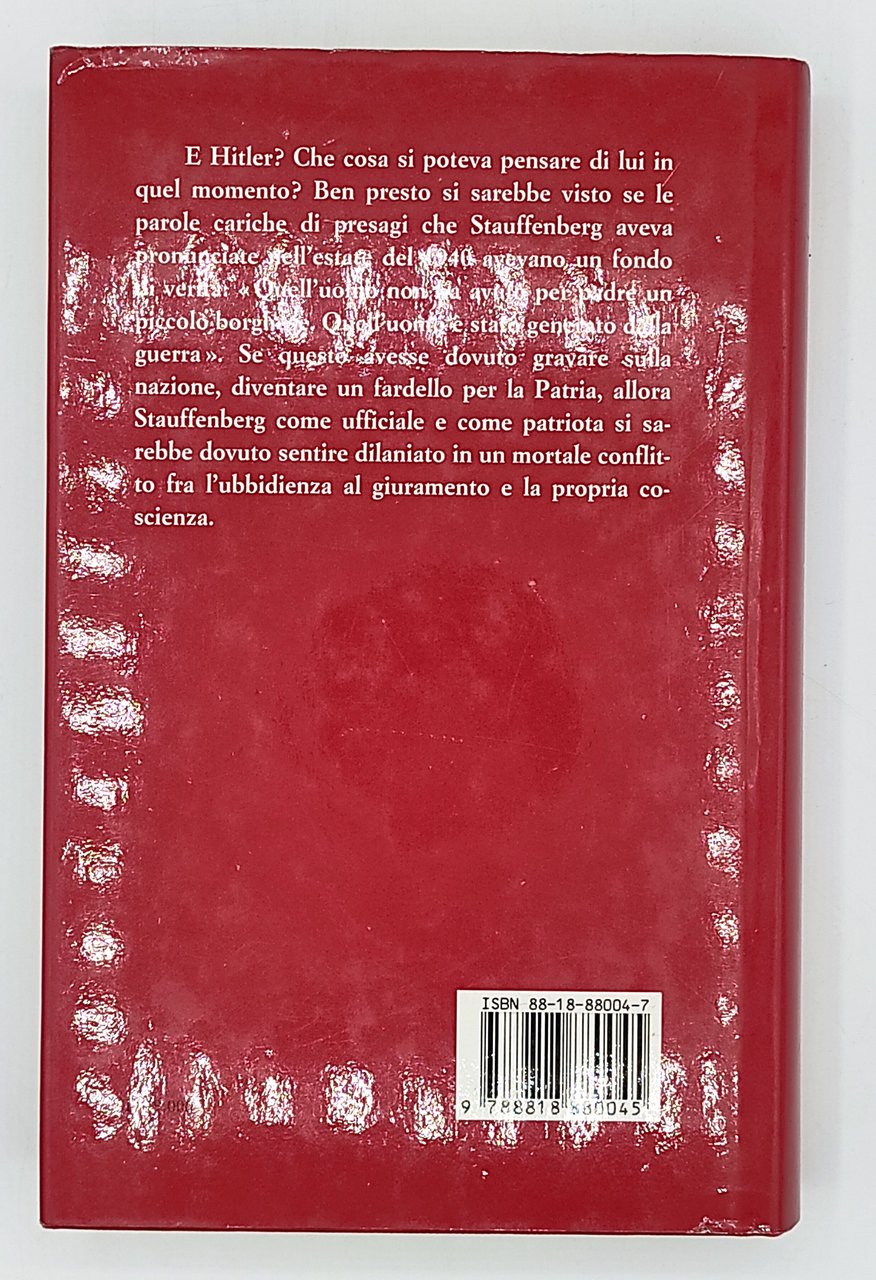 E Hitler? Che cosa si poteva pensare di lui in
quel momento? Ben presto si sarebbe visto se le
parole cariche di presagi che Stauffenberg aveva
pronunciate nell'estate del 1940 avevano un fondo
di verità: «Quell'uomo non ha avuto per padre un
piccolo borghese. Quell'uomo è stato generato dalla
guerra». Se questo avesse dovuto gravare sulla
nazione, diventare un fardello per la Patria, allora
Stauffenberg come ufficiale e come patriota si sa-
rebbe dovuto sentire dilaniato in un mortale conflit-
to fra l'ubbidienza al giuramento e la propria co-
scienza.
ISBN 88-18-88004-7
9 788818 880045